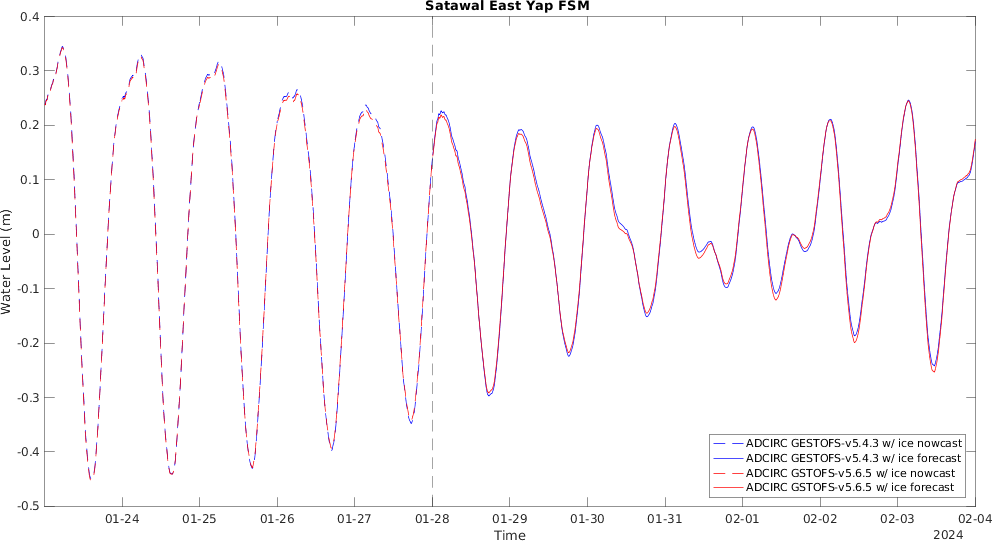 Satawal East Yap FSM
Water Level (m)
0.4
0.3
0.2
0.1
0
-0.1
-0.2
-0.3
-0.4
-0.5
ADCIRC GESTOFS-v5.4.3 w/ ice nowcast
ADCIRC GESTOFS-v5.4.3 w/ ice forecast
ADCIRC GSTOFS-v5.6.5 w/ ice nowcast
ADCIRC GSTOFS-v5.6.5 w/ ice forecast
01-24 01-25 01-26 01-27 01-28 01-29 01-30 01-31 02-01 02-02 02-03 02-04
Time
2024